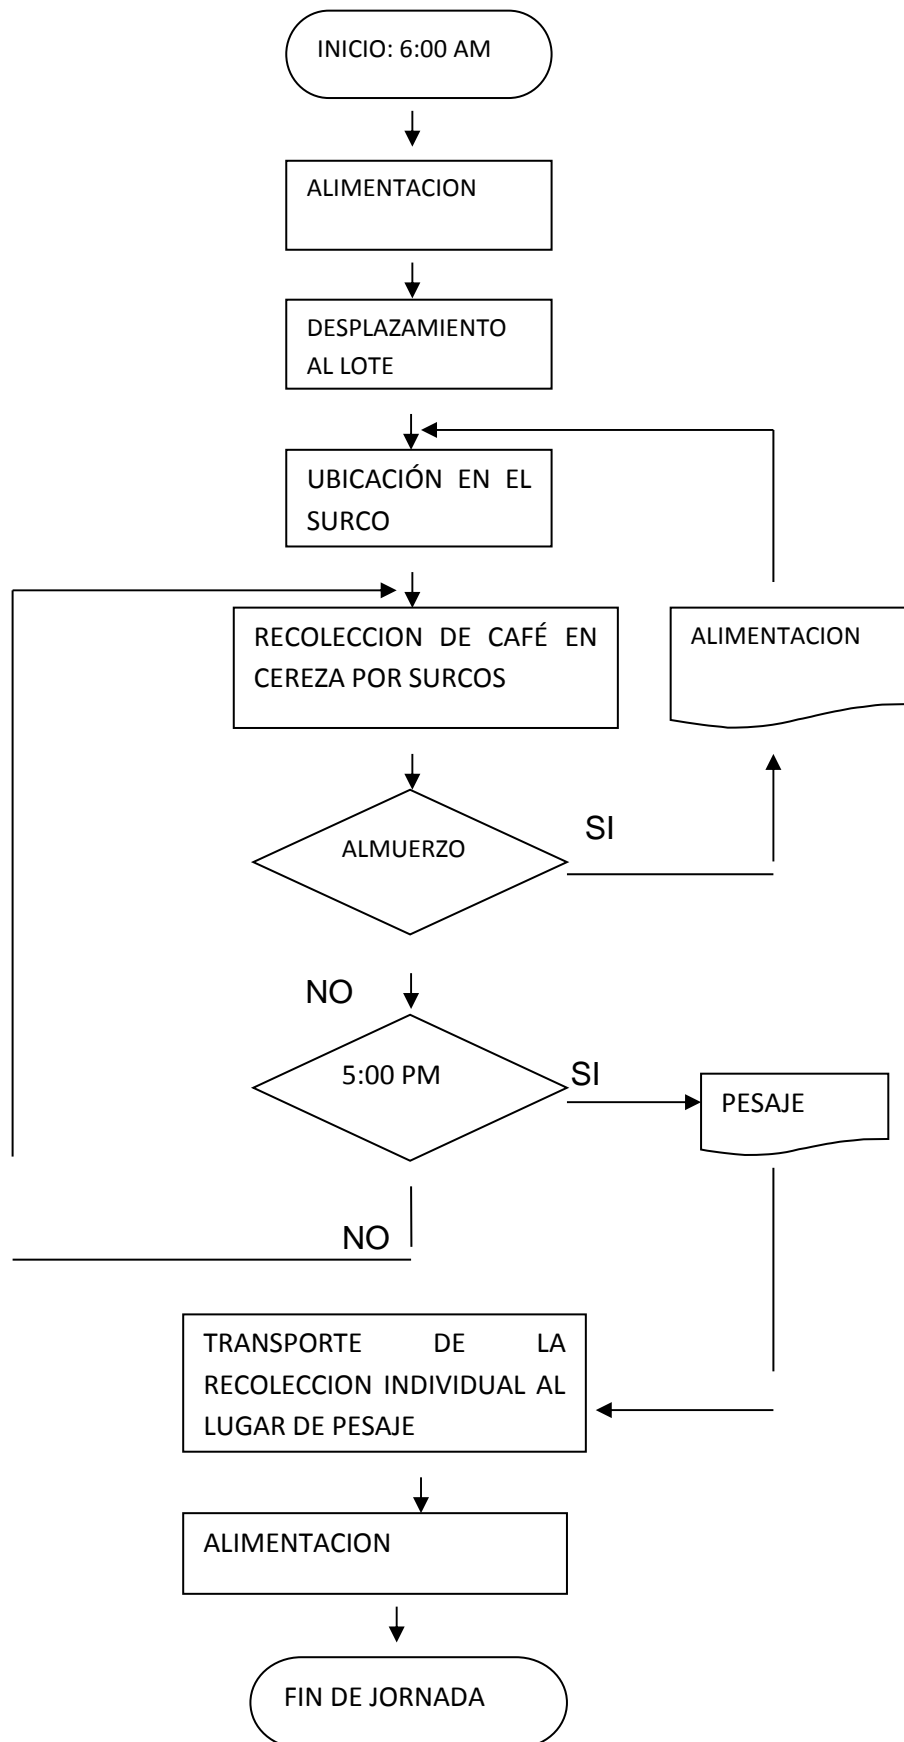 INICIO: 6:00 AM
ALIMENTACION
DESPLAZAMIENTO
AL LOTE
UBICACIÓN EN EL
SURCO
RECOLECCION DE CAFÉ EN
CEREZA POR SURCOS
ALIMENTACION
ALMUERZO
SI
NO
5:00 PM
SI
PESAJE
NO
TRANSPORTE DE LA
RECOLECCION INDIVIDUAL AL
LUGAR DE PESAJE
ALIMENTACION
FIN DE JORNADA